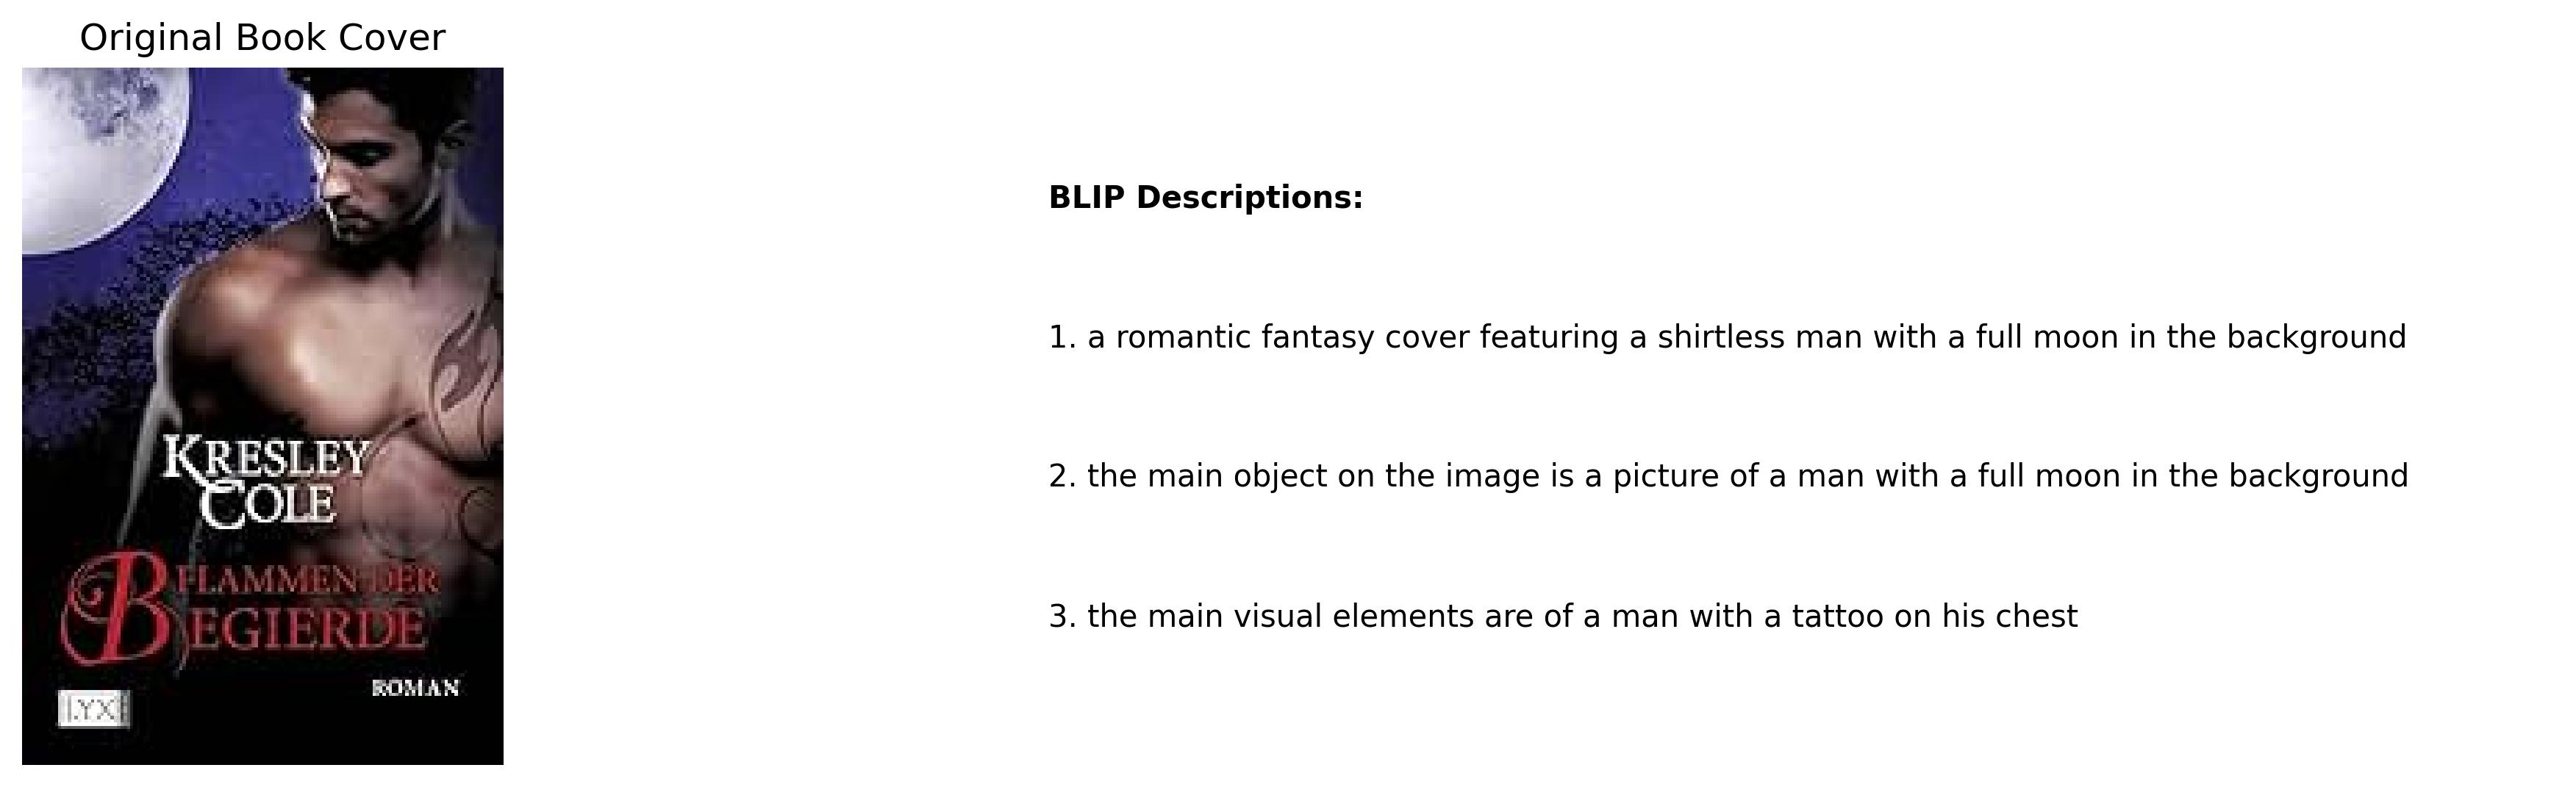 Original Book Cover
KRESLEY
COLE
FLAMMEN DER
BEGIERDE
ROMAN
LYX
BLIP Descriptions:
1. a romantic fantasy cover featuring a shirtless man with a full moon in the background
2. the main object on the image is a picture of a man with a full moon in the background
3. the main visual elements are of a man with a tattoo on his chest